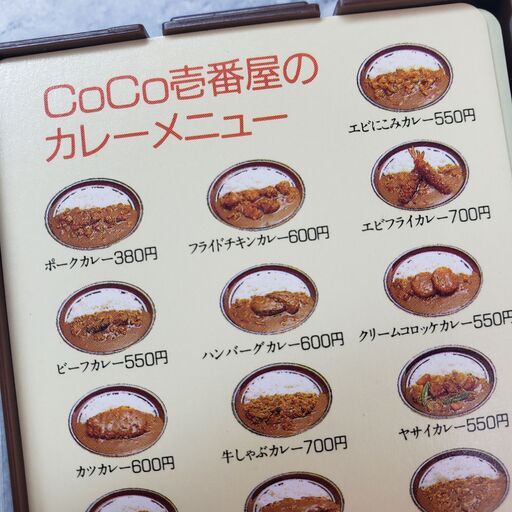 CoCo壱番屋の
カレーメニュー
エビにこみカレー550円
ポークカレー380円
フライドチキンカレー600円
エビフライカレー700円
ビーフカレー550円
ハンバーグカレー600円
クリームコロッケカレー550円
カツカレー600円
牛しゃぶカレー700円
ヤサイカレー550円